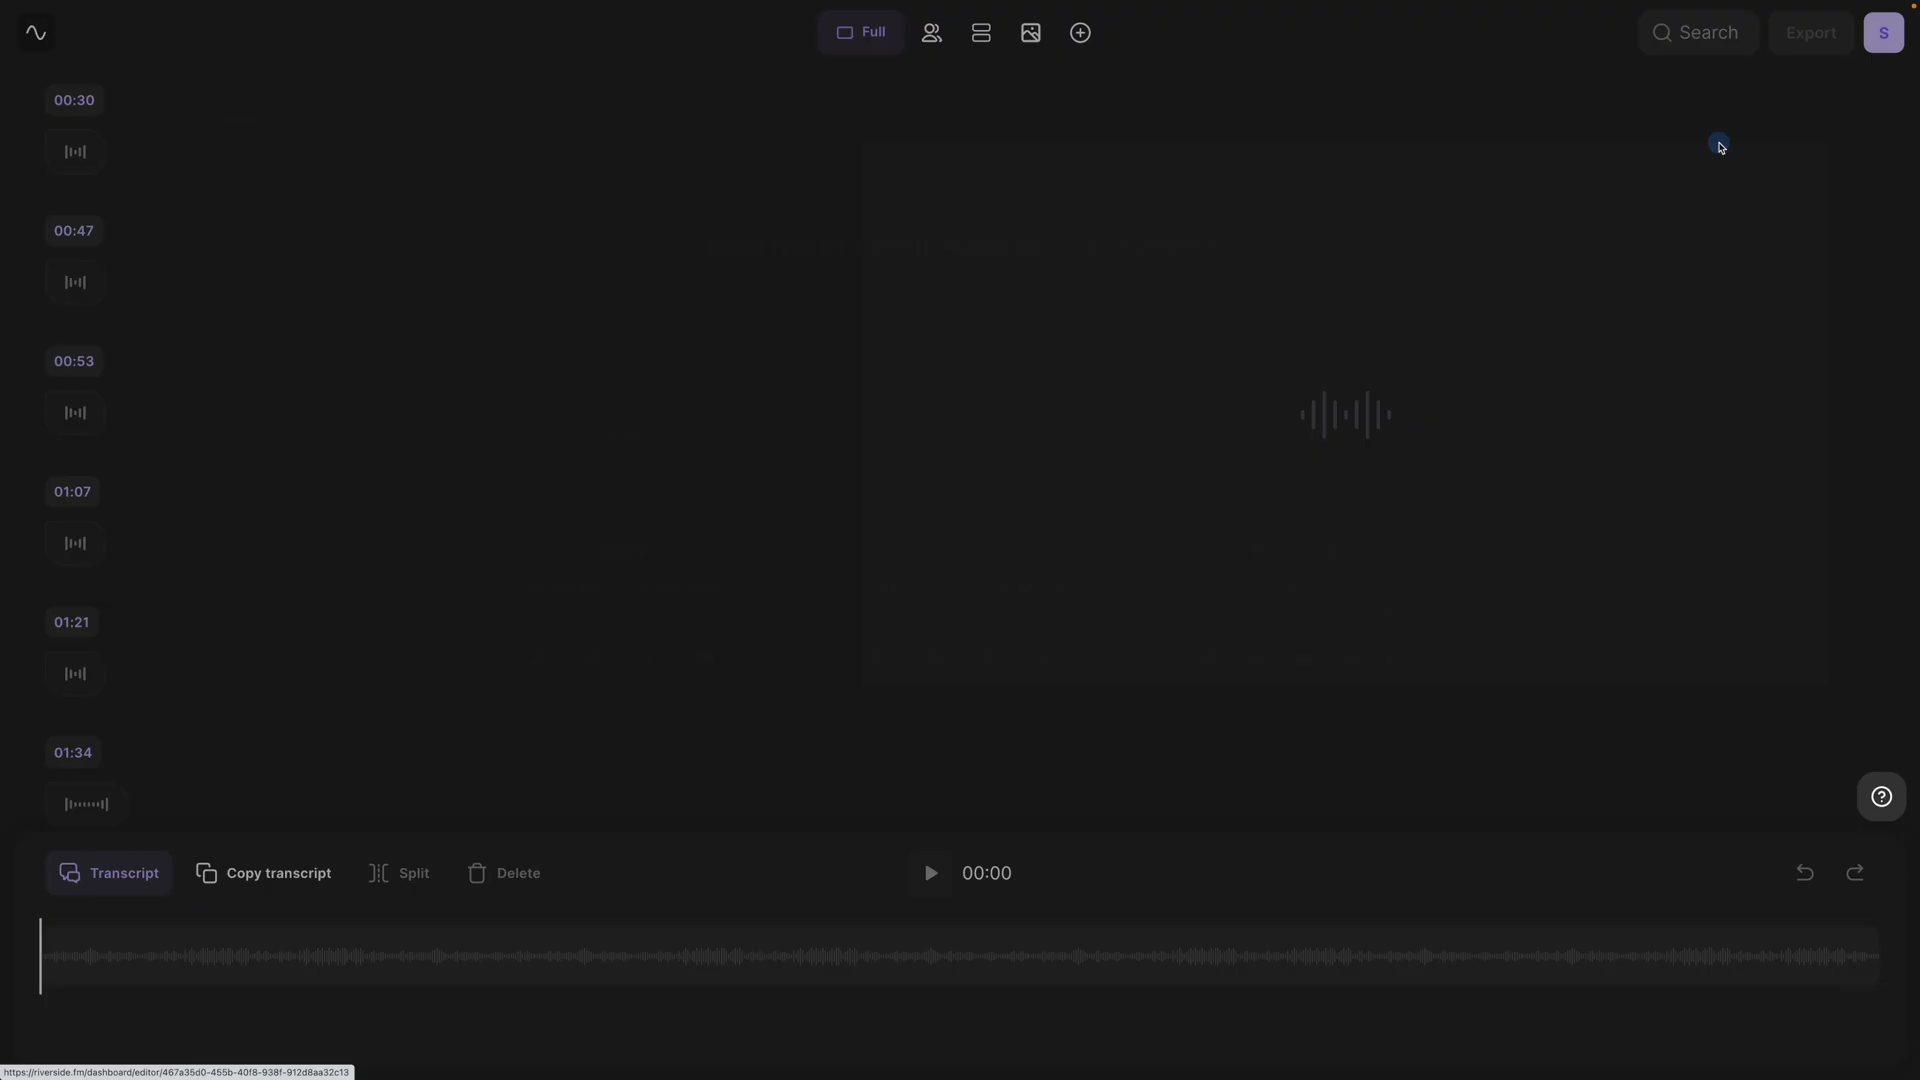 Full
Search
Export
S
00:30
00:47
00:53
01:07
01:21
01:34
Transcript
Copy transcript
Split
Delete
00:00
https://riverside.fm/dashboard/editor/467a35d0-455b-40f8-938f-912d8aa32c13